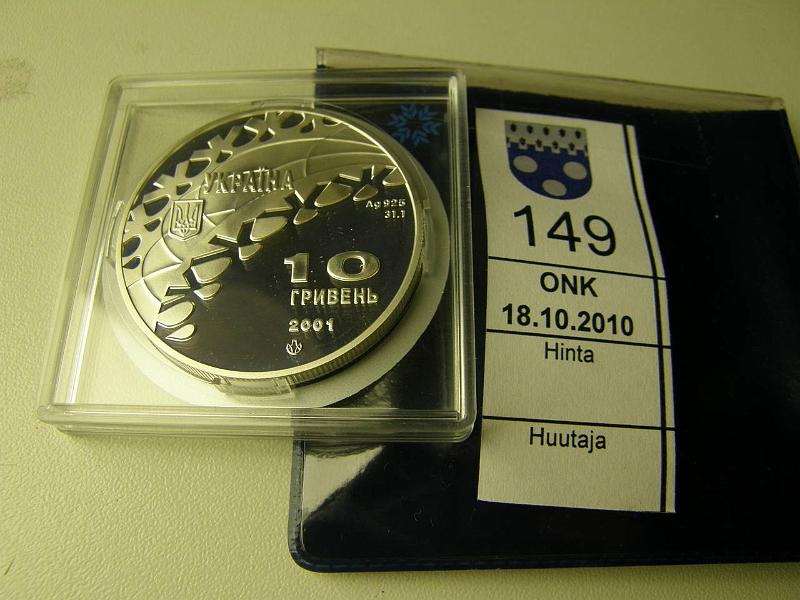 УКРАЇНА
Ag 925
31.1
10
ГРИВЕНЬ
2001
149
ONK
18.10.2010
Hinta
Huutaja